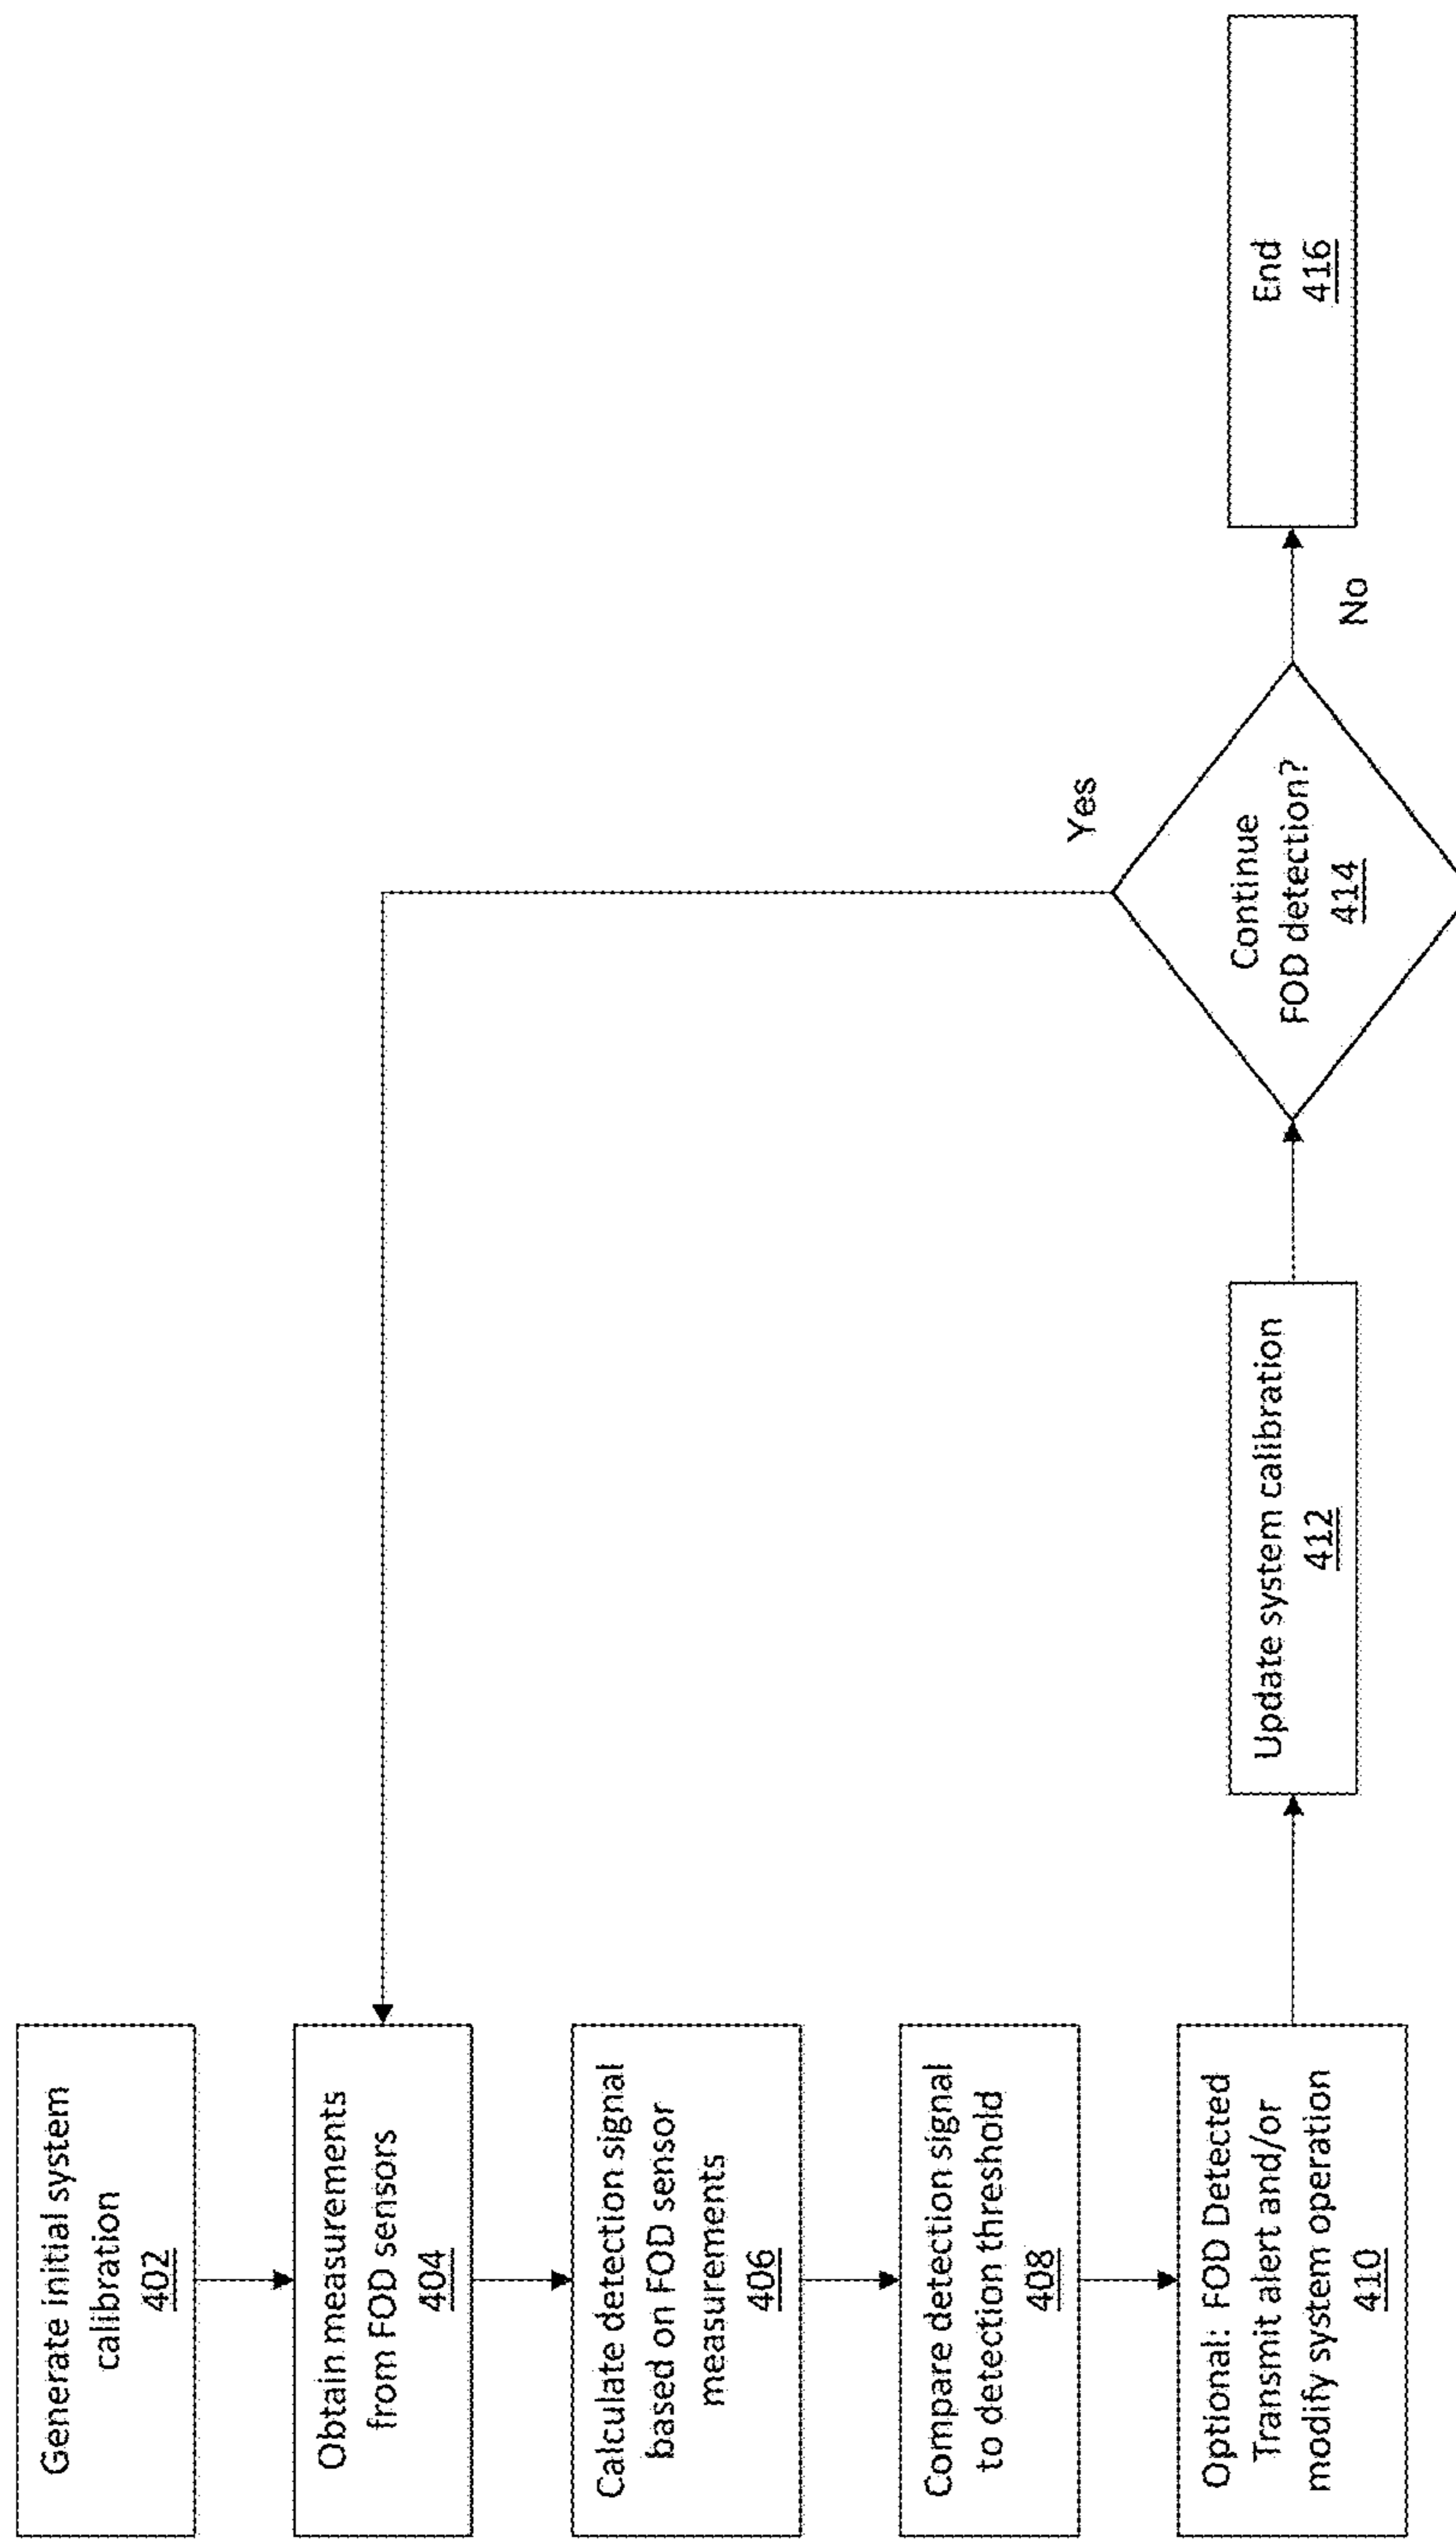 Generate initial system
calibration
402
Obtain measurements
from FOD sensors
404
Calculate detection signal
based on FOD sensor
measurements
406
Compare detection signal
to detection threshold
408
Optional: FOD Detected
Transmit alert and/or
modify system operation
410
Update system calibration
412
Continue
FOD detection?
414
Yes
No
End
416